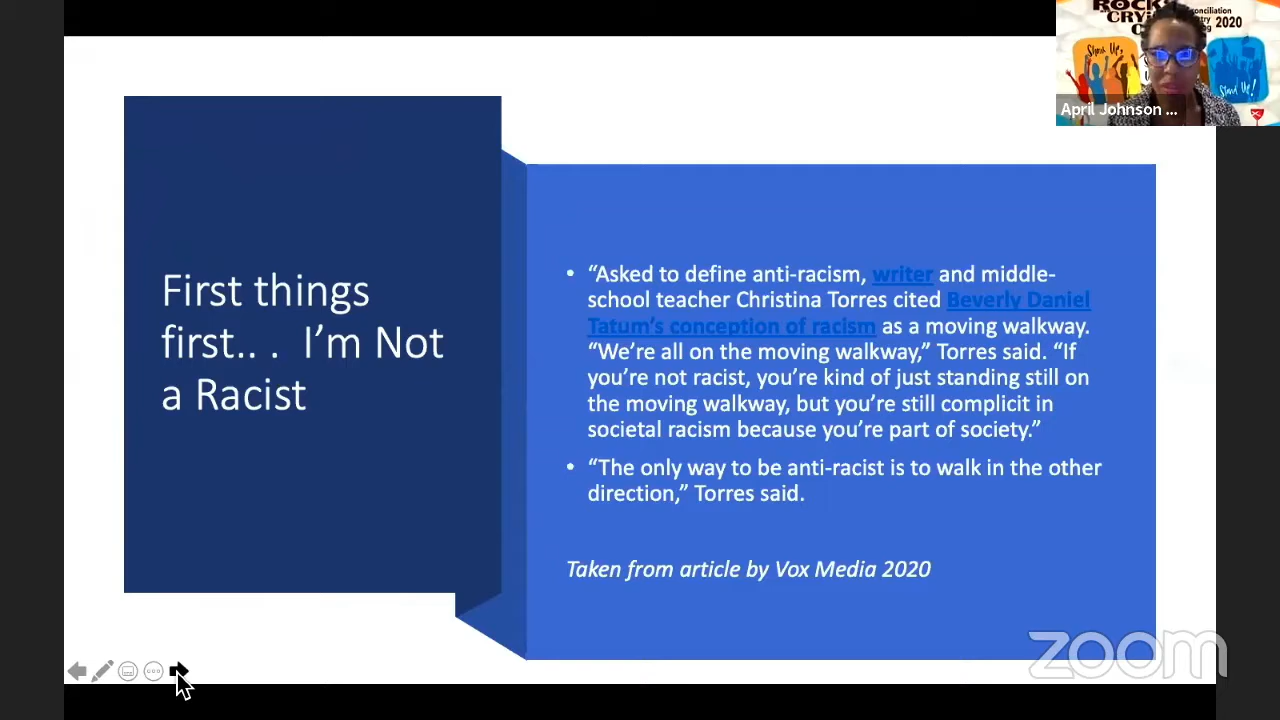 First things
first.. .  I’m Not
a Racist
• “Asked to define anti-racism, writer and middle-
school teacher Christina Torres cited Beverly Daniel
Tatum’s conception of racism as a moving walkway.
“We’re all on the moving walkway,” Torres said. “If
you’re not racist, you’re kind of just standing still on
the moving walkway, but you’re still complicit in
societal racism because you’re part of society.”
• “The only way to be anti-racist is to walk in the other
direction,” Torres said.
Taken from article by Vox Media 2020
2020
Show Up,
Stand Up!
April Johnson ...
zoom